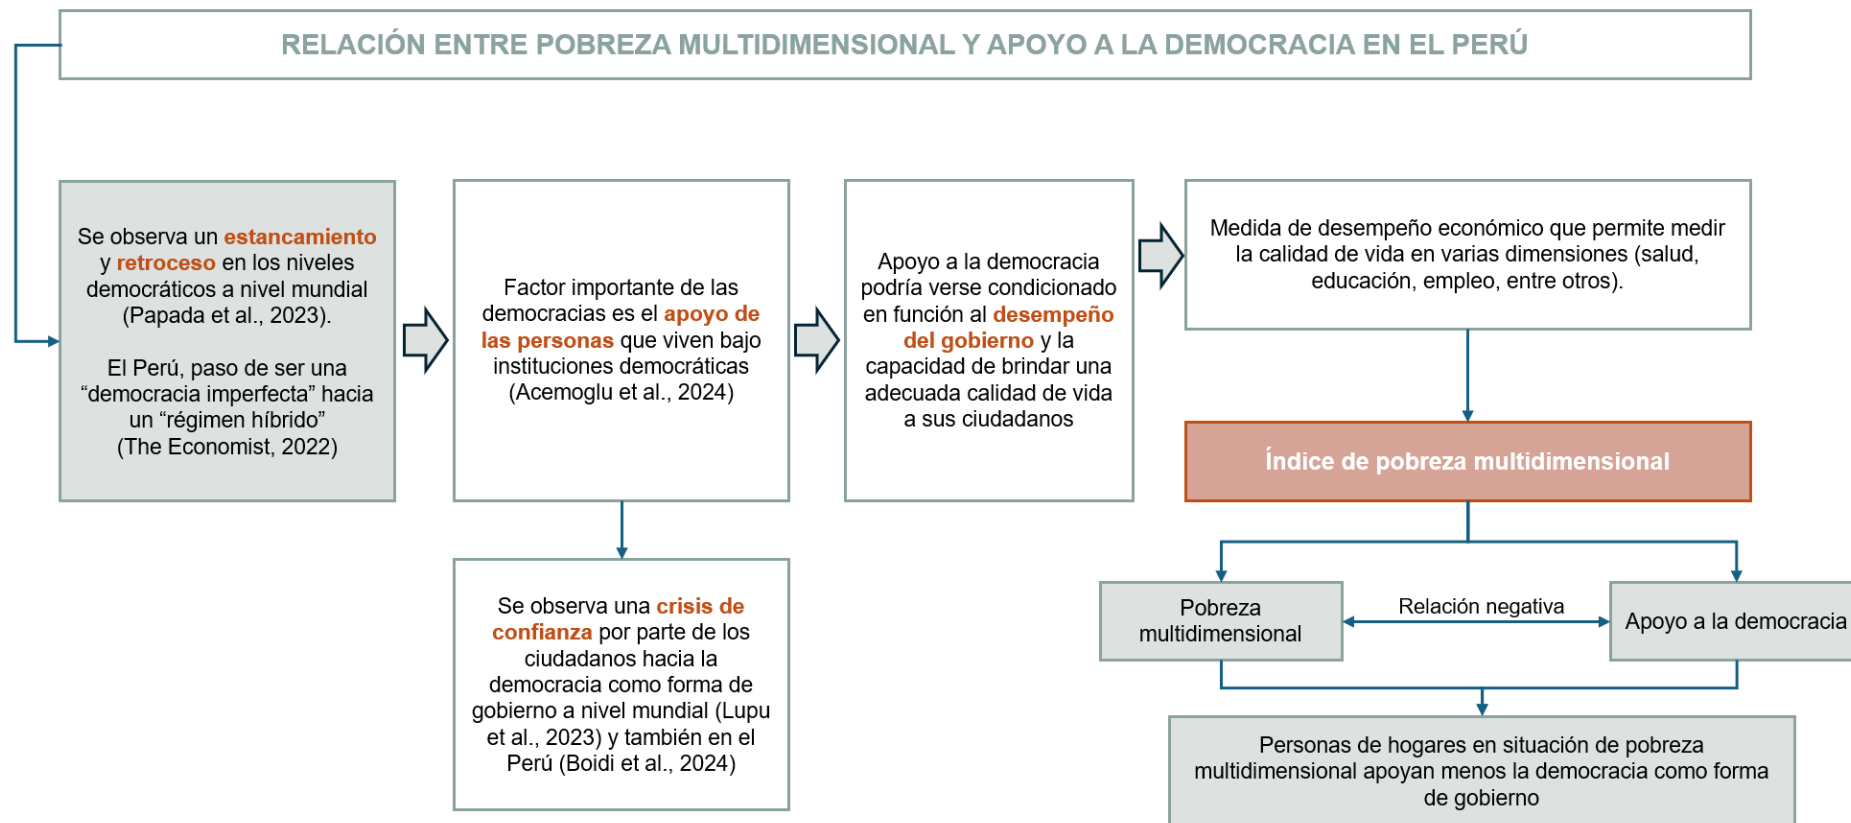 RELACIÓN ENTRE POBREZA MULTIDIMENSIONAL Y APOYO A LA DEMOCRACIA EN EL PERÚ
Se observa un estancamiento
y retroceso en los niveles
democráticos a nivel mundial
(Papada et al., 2023).
El Perú, paso de ser una
“democracia imperfecta” hacia
un “régimen híbrido”
(The Economist, 2022)
Factor importante de las
democracias es el apoyo de
las personas que viven bajo
instituciones democráticas
(Acemoglu et al., 2024)
Se observa una crisis de
confianza por parte de los
ciudadanos hacia la
democracia como forma de
gobierno a nivel mundial (Lupu
et al., 2023) y también en el
Perú (Boidi et al., 2024)
Apoyo a la democracia
podría verse condicionado
en función al desempeño
del gobierno y la
capacidad de brindar una
adecuada calidad de vida
a sus ciudadanos
Medida de desempeño económico que permite medir
la calidad de vida en varias dimensiones (salud,
educación, empleo, entre otros).
Índice de pobreza multidimensional
Pobreza
multidimensional
Relación negativa
Apoyo a la democracia
Personas de hogares en situación de pobreza
multidimensional apoyan menos la democracia como forma
de gobierno